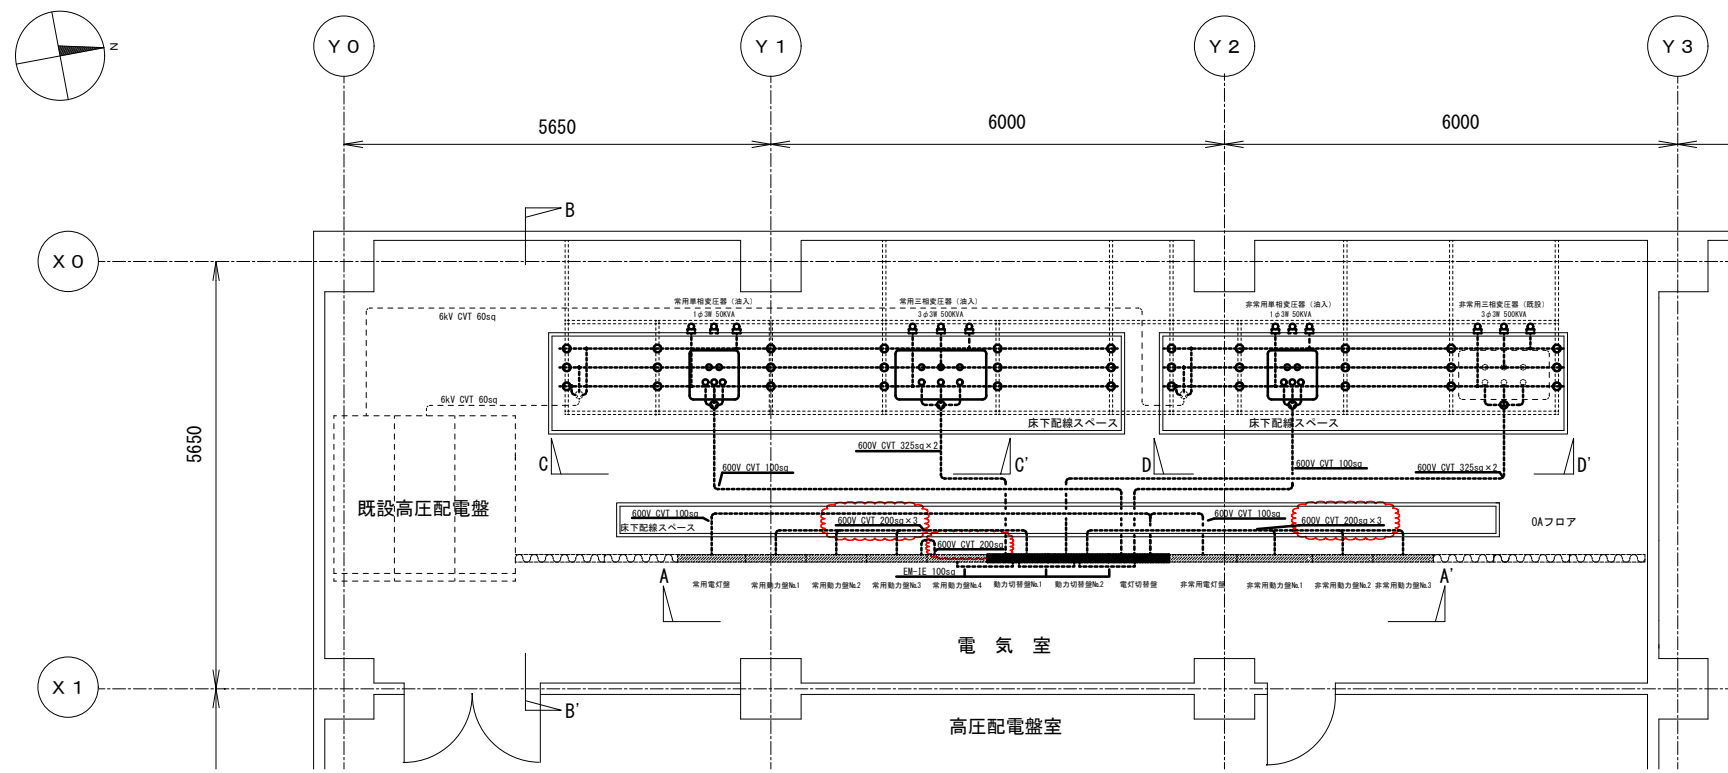 N
Y0
Y1
Y2
Y3
5650
6000
6000
B
X0
常用単相変圧器（油入）
1φ3W 50KVA
常用三相変圧器（油入）
3φ3W 500KVA
非常用単相変圧器（油入）
1φ3W 50KVA
非常用三相変圧器（既設）
3φ3W 500KVA
6kV CVT 60sq
6kV CVT 60sq
床下配線スペース
床下配線スペース
5650
600V CVT 325sq×2
C
C'
D
D'
600V CVT 100sq
600V CVT 100sq
600V CVT 325sq×2
既設高圧配電盤
600V CVT 100sq
床下配線スペース
600V CVT 200sq×3
600V CVT 100sq
600V CVT 200sq×3
OAフロア
600V CVT 200sq
EM-IE 100sq
A
A'
常用電灯盤
常用動力盤No.1
常用動力盤No.2
常用動力盤No.3
常用動力盤No.4
動力切替盤No.1
動力切替盤No.2
電灯切替盤
非常用電灯盤
非常用動力盤No.1
非常用動力盤No.2
非常用動力盤No.3
電気室
X1
B'
高圧配電盤室